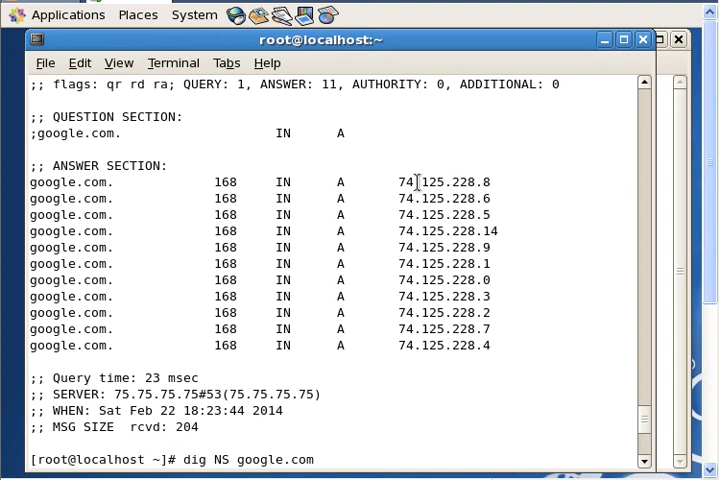 Applications Places System
root@localhost:~
File Edit View Terminal Tabs Help
;; flags: qr rd ra; QUERY: 1, ANSWER: 11, AUTHORITY: 0, ADDITIONAL: 0
;; QUESTION SECTION:
;google.com. IN A
;; ANSWER SECTION:
google.com. 168 IN A 74.125.228.8
google.com. 168 IN A 74.125.228.6
google.com. 168 IN A 74.125.228.5
google.com. 168 IN A 74.125.228.14
google.com. 168 IN A 74.125.228.9
google.com. 168 IN A 74.125.228.1
google.com. 168 IN A 74.125.228.0
google.com. 168 IN A 74.125.228.3
google.com. 168 IN A 74.125.228.2
google.com. 168 IN A 74.125.228.7
google.com. 168 IN A 74.125.228.4
;; Query time: 23 msec
;; SERVER: 75.75.75.75#53(75.75.75.75)
;; WHEN: Sat Feb 22 18:23:44 2014
;; MSG SIZE rcvd: 204
[root@localhost ~]# dig NS google.com